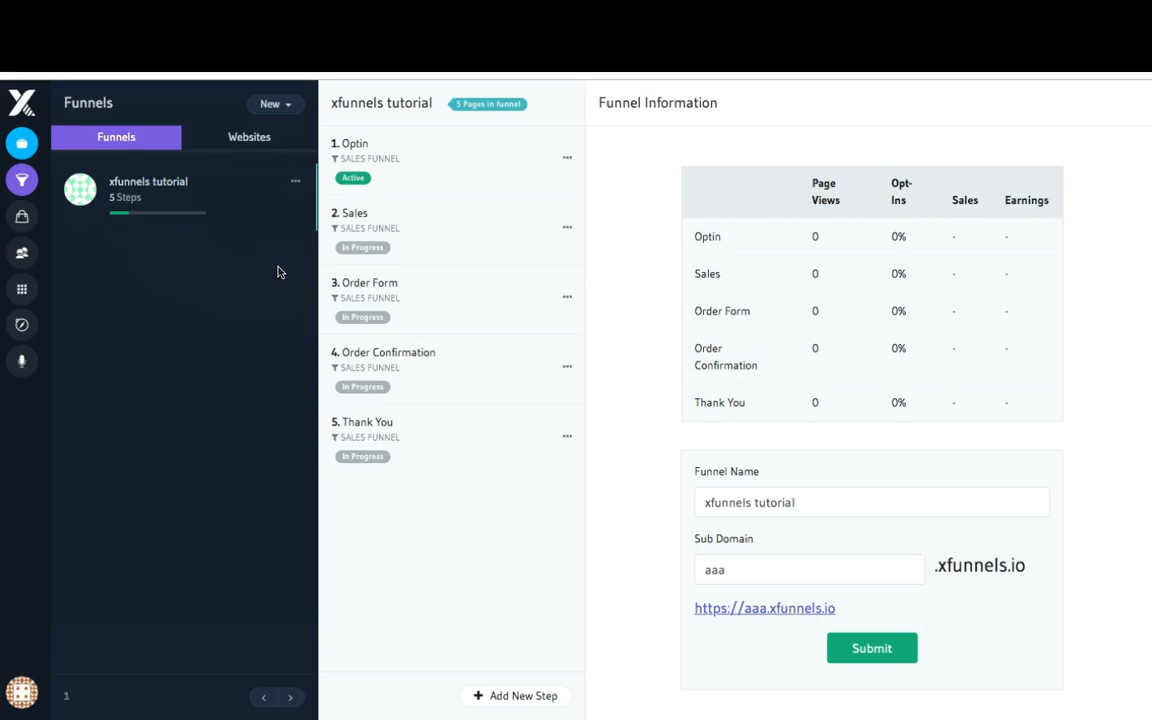 Funnels
New
Funnels
Websites
xfunnels tutorial
5 Steps
1
xfunnels tutorial
5 Pages in funnel
1. Optin
SALES FUNNEL
Active
2. Sales
SALES FUNNEL
In Progress
3. Order Form
SALES FUNNEL
In Progress
4. Order Confirmation
SALES FUNNEL
In Progress
5. Thank You
SALES FUNNEL
In Progress
+ Add New Step
Funnel Information
Page Views Opt-Ins Sales Earnings
Optin 0 0% - -
Sales 0 0% - -
Order Form 0 0% - -
Order Confirmation 0 0% - -
Thank You 0 0% - -
Funnel Name
xfunnels tutorial
Sub Domain
aaa .xfunnels.io
https://aaa.xfunnels.io
Submit